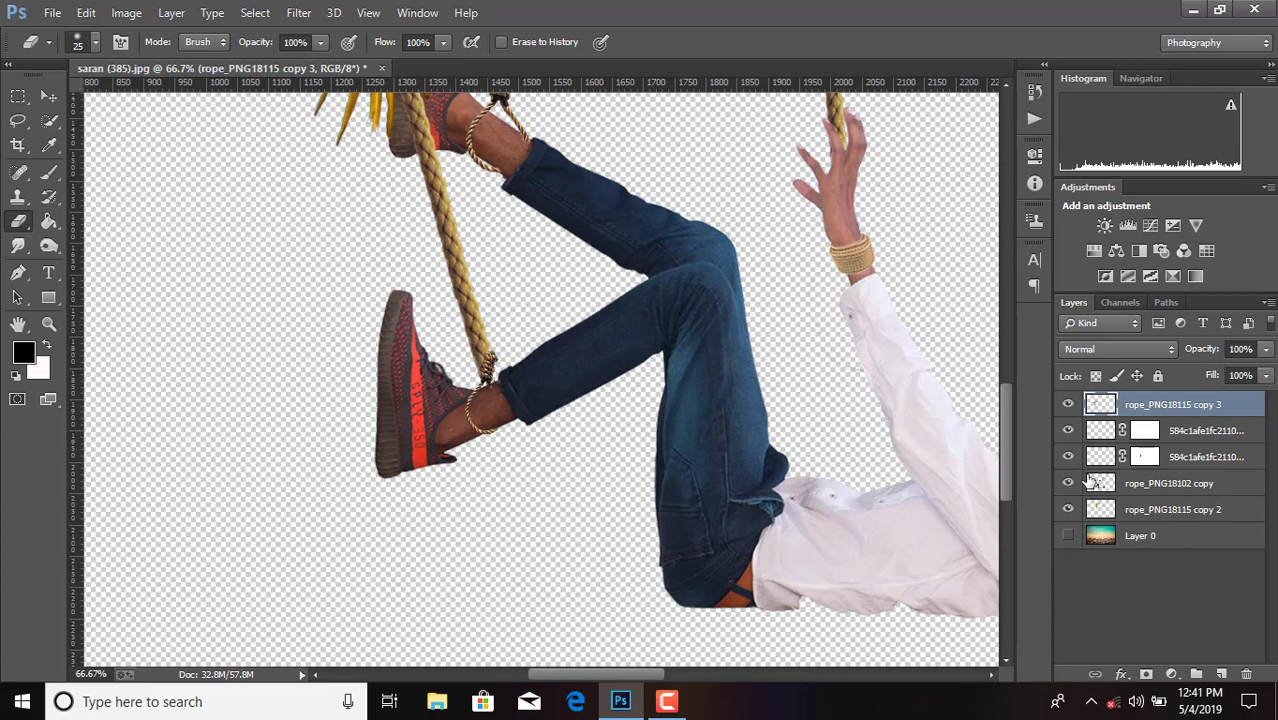 Ps File Edit Image Layer Type Select Filter 3D View Window Help
25 Mode: Brush Opacity: 100% Flow: 100% Erase to History Photography
saran (385).jpg @ 66.7% (rope_PNG18115 copy 3, RGB/8*) *
800 850 900 950 1000 1050 1100 1150 1200 1250 1300 1350 1400 1450 1500 1550 1600 1650 1700 1750 1800 1850 1900 1950 2000 2050 2100 2150 2200
Histogram Navigator
Adjustments
Add an adjustment
Layers Channels Paths
Kind
Normal Opacity: 100%
Lock: Fill: 100%
rope_PNG18115 copy 3
584c1afe1fc2110...
584c1afe1fc2110...
rope_PNG18102 copy
rope_PNG18115 copy 2
Layer 0
66.67% Doc: 32.8M/57.8M
Type here to search
Ps
12:41 PM
5/4/2019